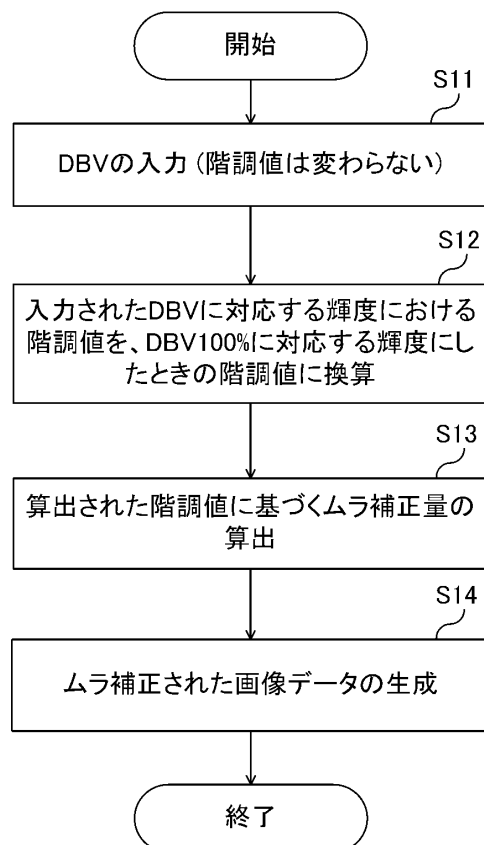 開始
S11
DBVの入力(階調値は変わらない)
S12
入力されたDBVに対応する輝度における
階調値を、DBV100%に対応する輝度にし
たときの階調値に換算
S13
算出された階調値に基づくムラ補正量の
算出
S14
ムラ補正された画像データの生成
終了